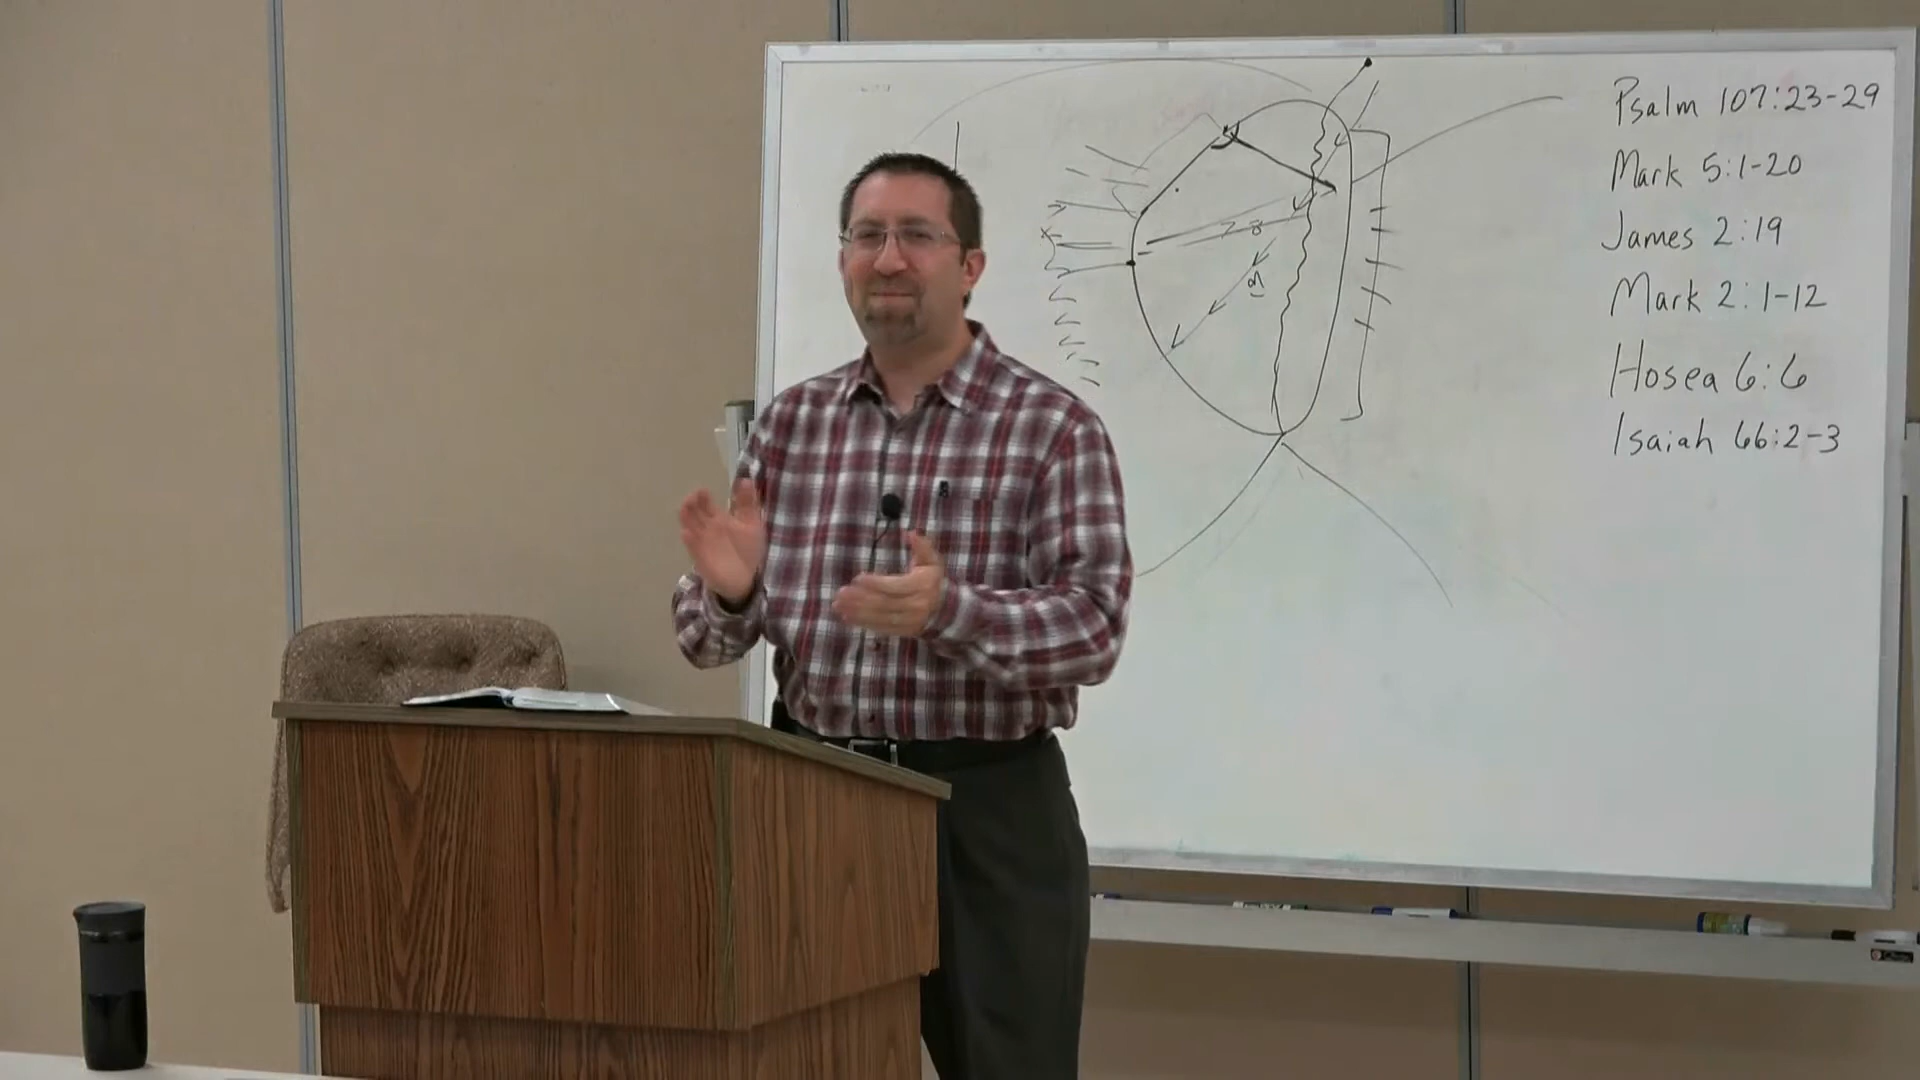 Psalm 107:23-29
Mark 5:1-20
James 2:19
Mark 2:1-12
Hosea 6:6
Isaiah 66:2-3